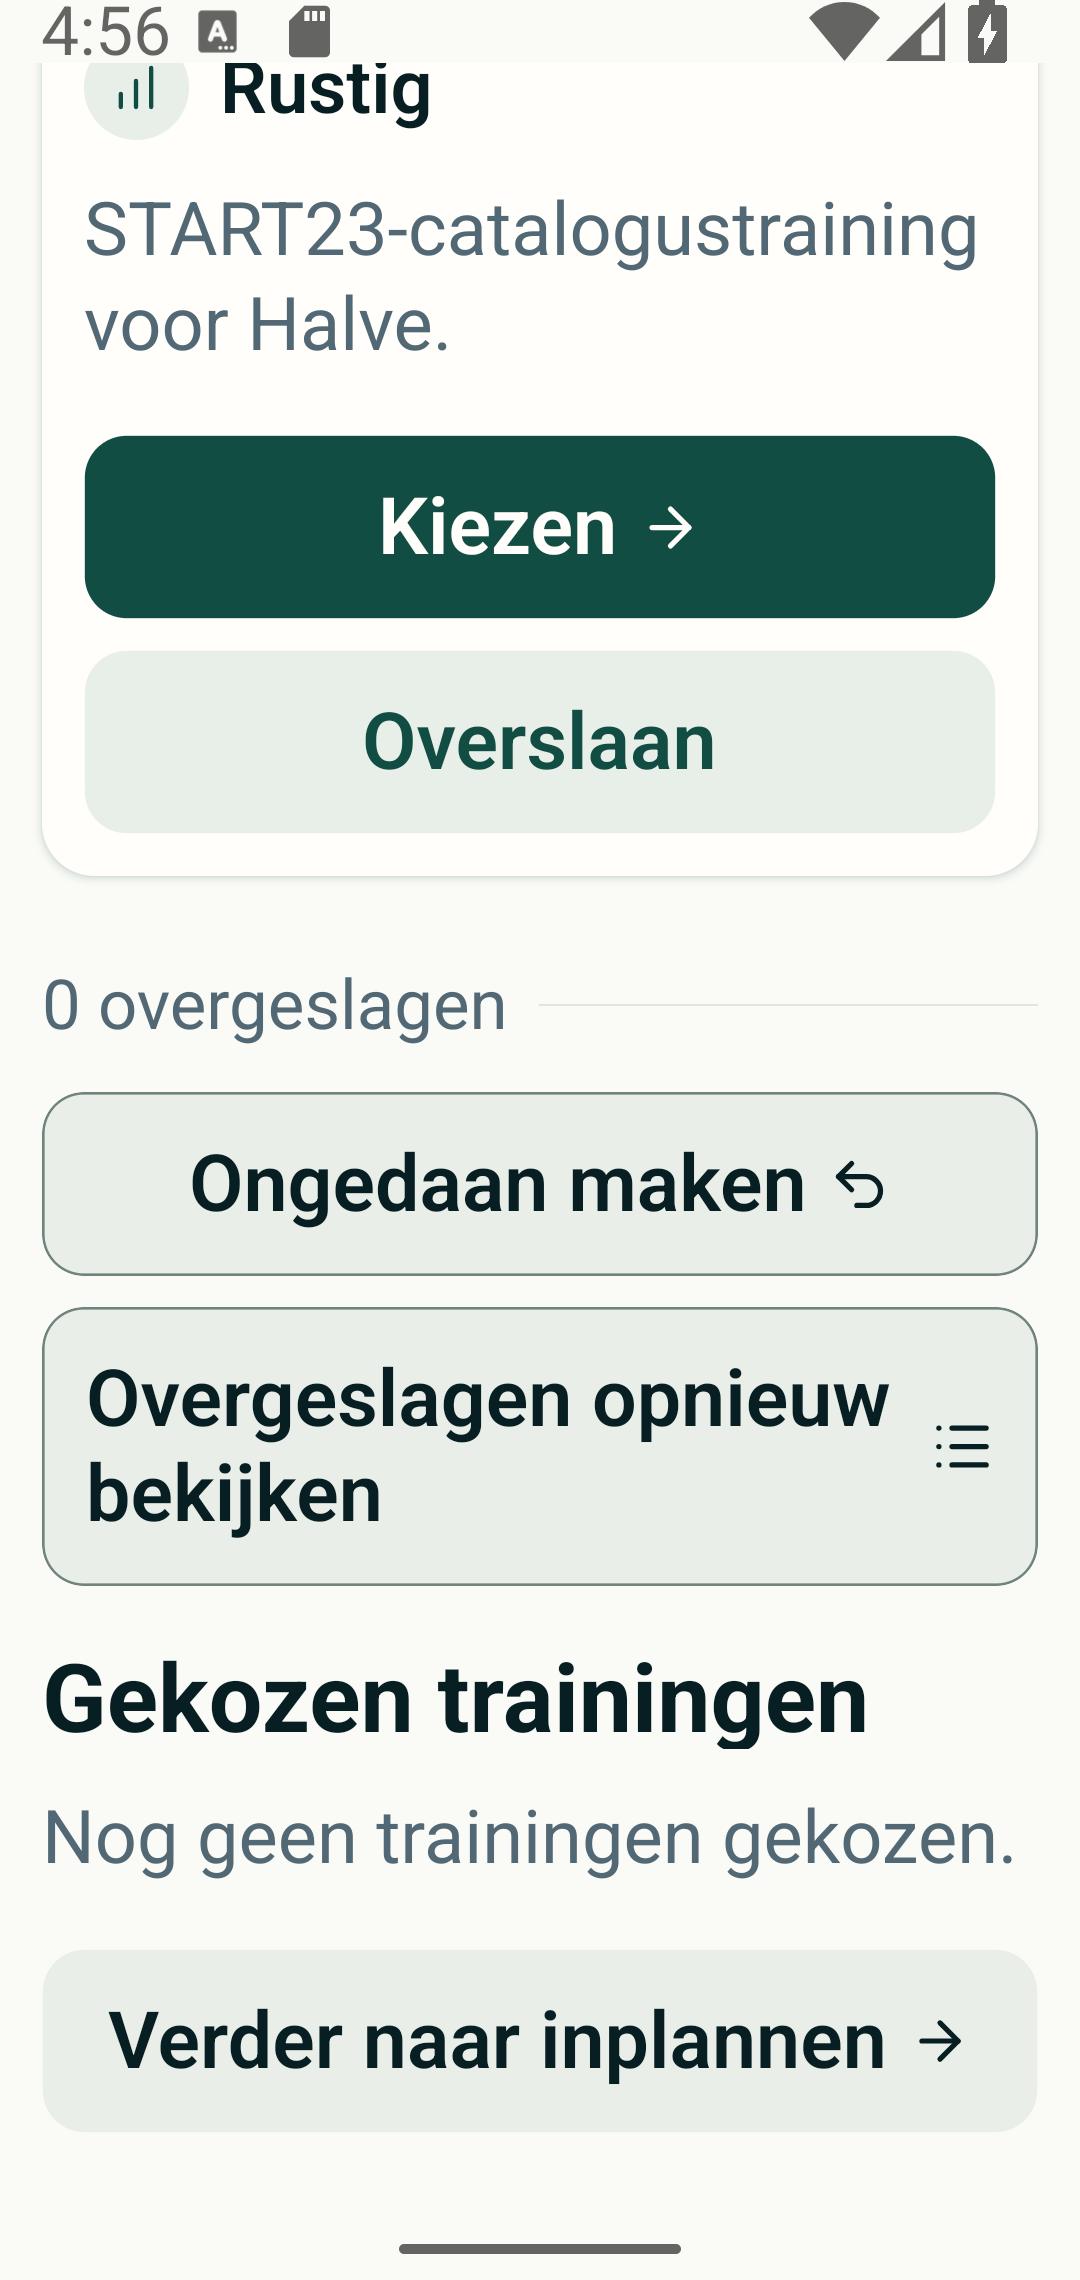 4:56
Rustig
START23-catalogustraining
voor Halve.
Kiezen
Overslaan
0 overgeslagen
Ongedaan maken
Overgeslagen opnieuw
bekijken
Gekozen trainingen
Nog geen trainingen gekozen.
Verder naar inplannen